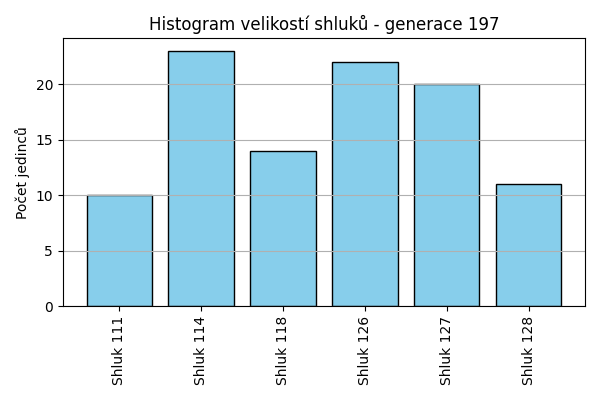 Histogram velikostí shluků - generace 197
Počet jedinců
20
15
10
5
0
Shluk 111
Shluk 114
Shluk 118
Shluk 126
Shluk 127
Shluk 128